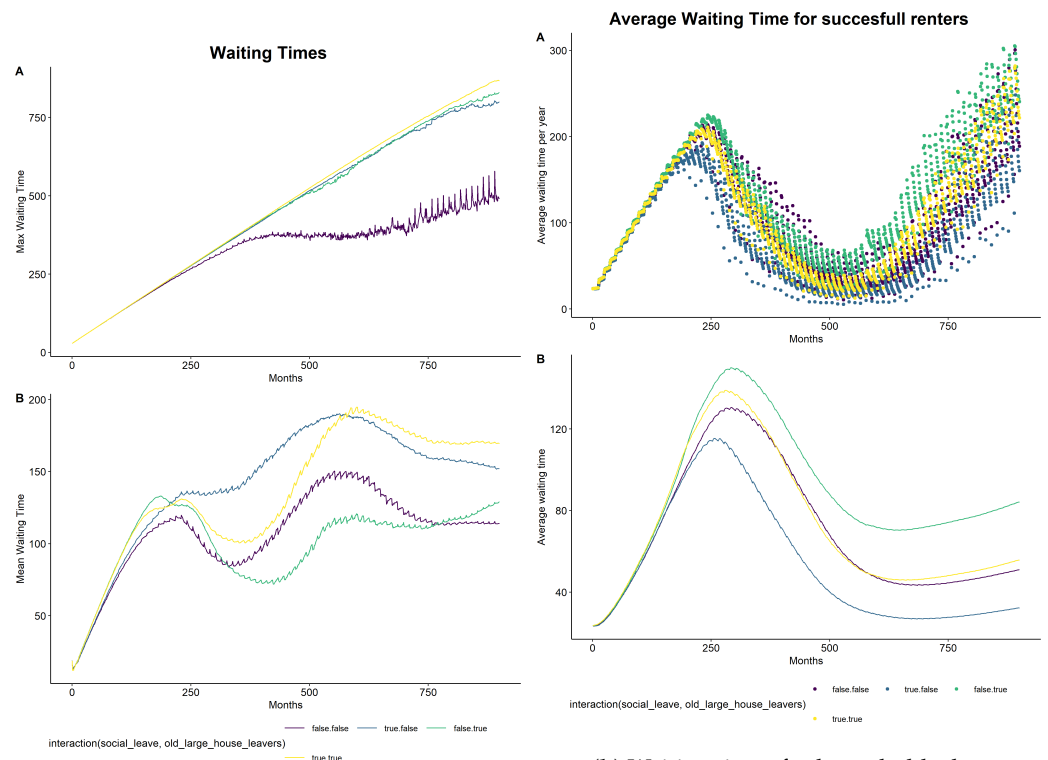 Waiting Times
A
Max Waiting Time
750
500
250
0
0 250 500 750
Months
B
Mean Waiting Time
200
150
100
50
0 250 500 750
Months
false.false true.false false.true
interaction(social_leave, old_large_house_leavers)
true.true
Average Waiting Time for succesfull renters
A
Average waiting time per year
300
200
100
0
0 250 500 750
Months
B
Average waiting time
120
80
40
0 250 500 750
Months
false.false true.false false.true
interaction(social_leave, old_large_house_leavers)
true.true